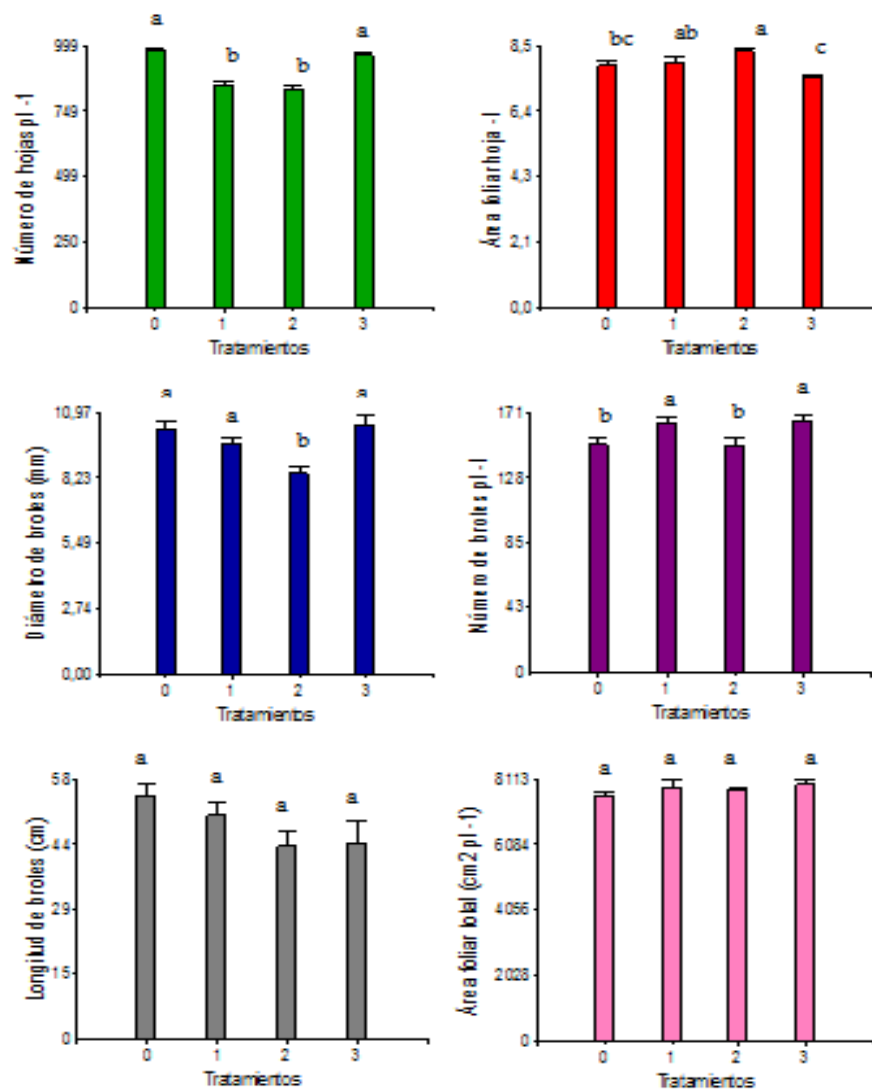 a
b
b
a
Número de hojas pl -1
999
749
499
250
0
0 1 2 3
Tratamientos
bc
ab
a
c
Área foliar hoja -1
8,5
6,4
4,3
2,1
0,0
0 1 2 3
Tratamientos
a
a
b
a
Diámetro de brotes (mm)
10,97
8,23
5,49
2,74
0,00
0 1 2 3
Tratamientos
b
a
b
a
Número de brotes pl -1
171
128
85
43
0
0 1 2 3
Tratamientos
a
a
a
a
Longitud de brotes (cm)
58
44
29
15
0
0 1 2 3
Tratamientos
a
a
a
a
Área foliar total (cm2 pl -1)
8113
6084
4056
2028
0
0 1 2 3
Tratamientos